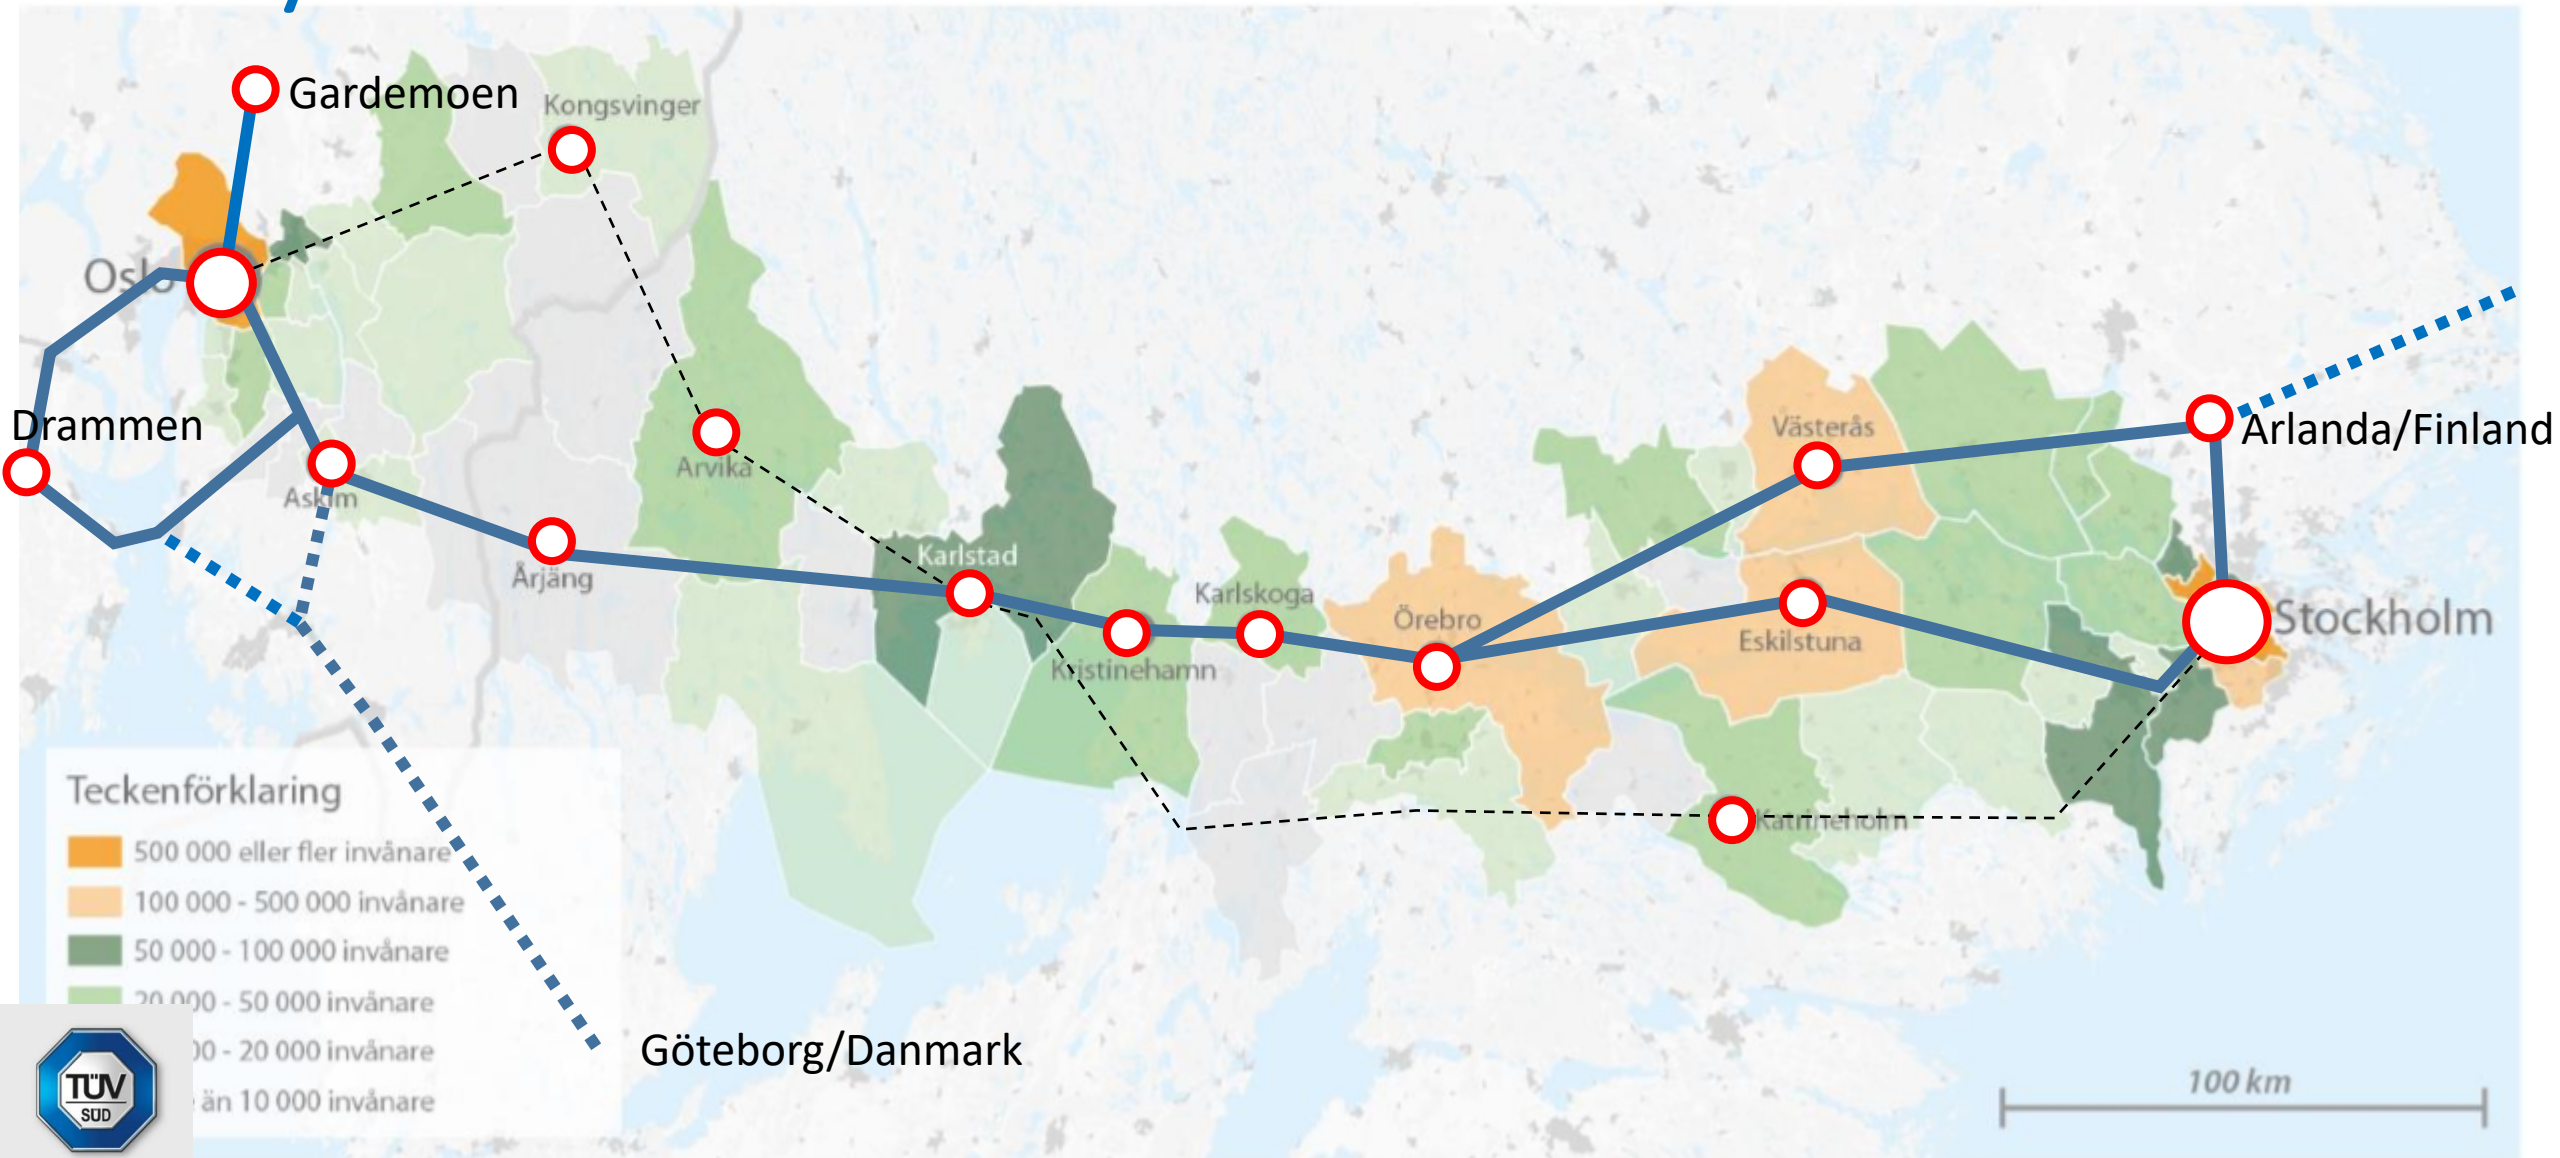 Gardemoen
Kongsvinger
Oslo
Drammen
Askim
Arvika
Årjäng
Karlstad
Kristinehamn
Karlskoga
Örebro
Västerås
Eskilstuna
Arlanda/Finland
Stockholm
Katrineholm
Göteborg/Danmark
Teckenförklaring
500 000 eller fler invånare
100 000 - 500 000 invånare
50 000 - 100 000 invånare
20 000 - 50 000 invånare
00 - 20 000 invånare
än 10 000 invånare
TÜV
SÜD
100 km